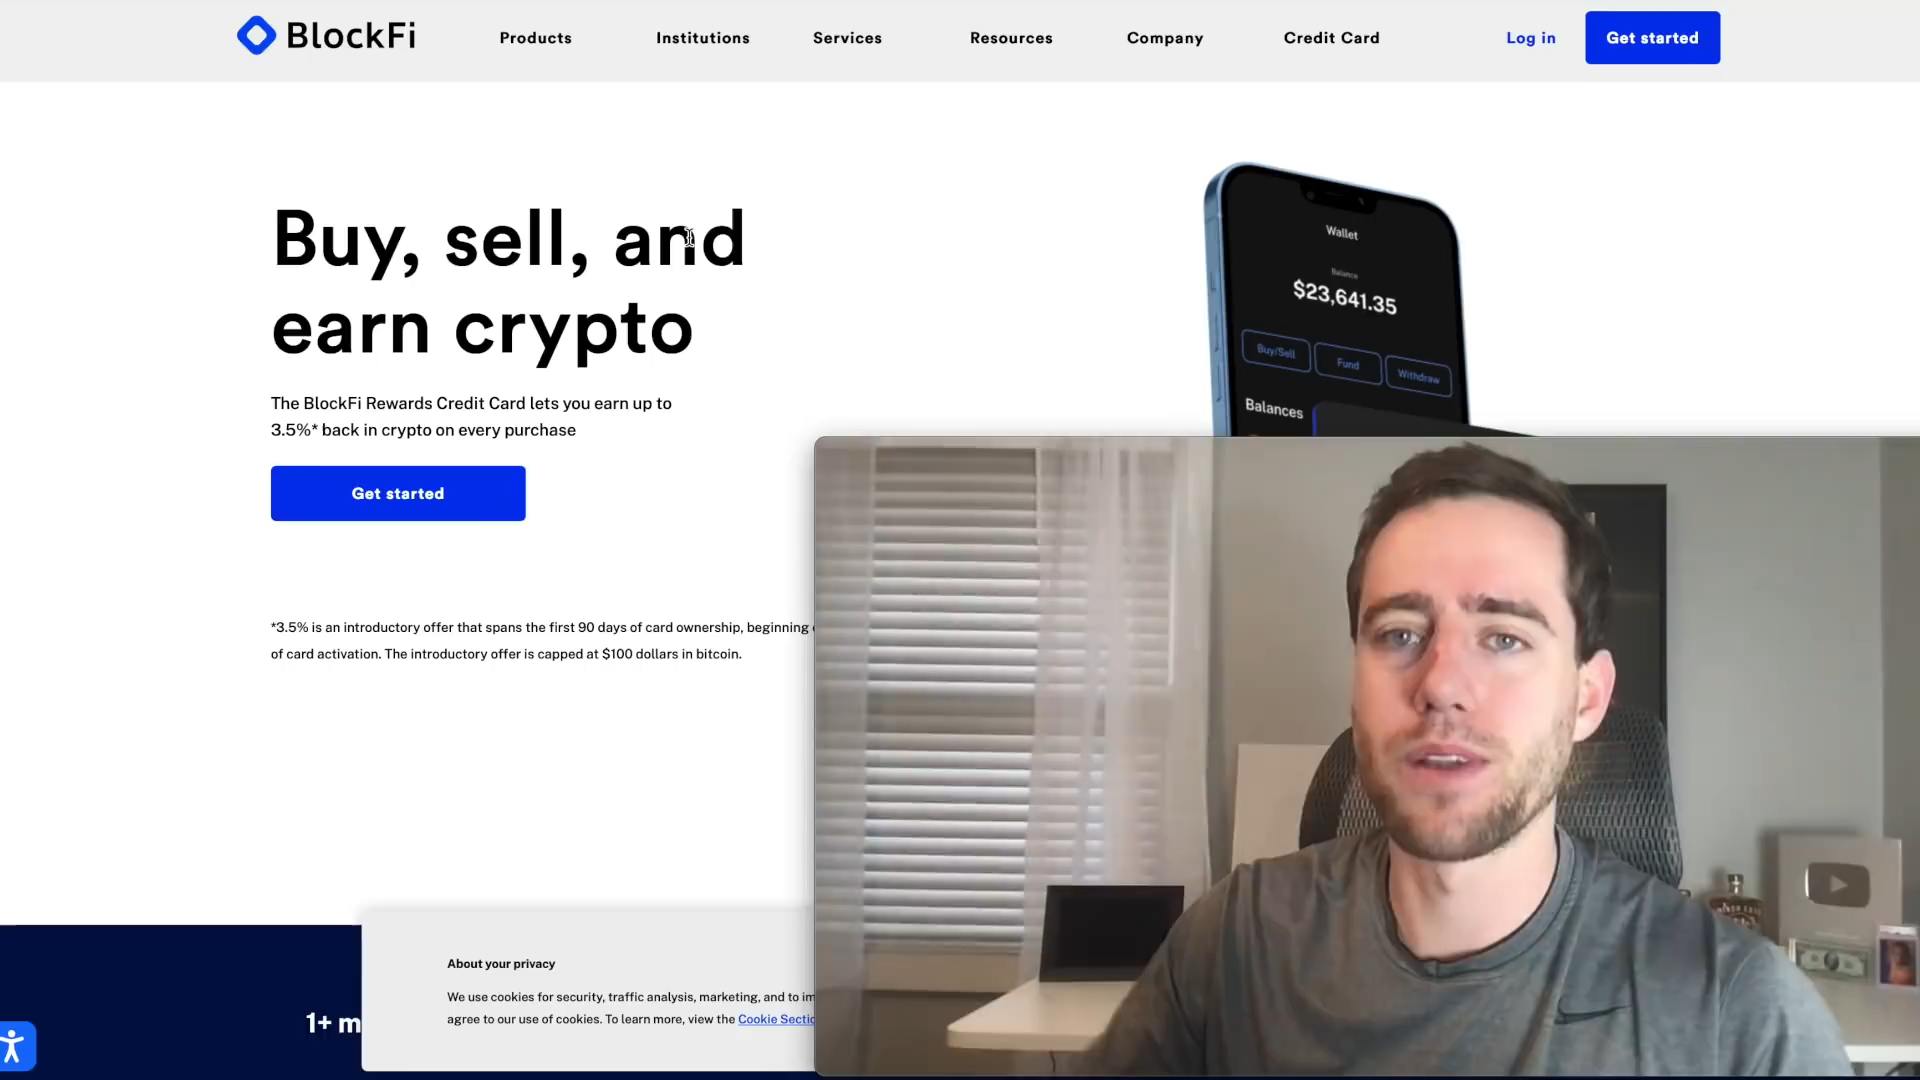 BlockFi
Products
Institutions
Services
Resources
Company
Credit Card
Log in
Get started
Buy, sell, and
earn crypto
The BlockFi Rewards Credit Card lets you earn up to
3.5%* back in crypto on every purchase
Get started
*3.5% is an introductory offer that spans the first 90 days of card ownership, beginning
of card activation. The introductory offer is capped at $100 dollars in bitcoin.
Wallet
Balance
$23,641.35
Buy/Sell
Fund
Withdraw
Balances
1+ m
About your privacy
We use cookies for security, traffic analysis, marketing, and to im
agree to our use of cookies. To learn more, view the Cookie Sectio